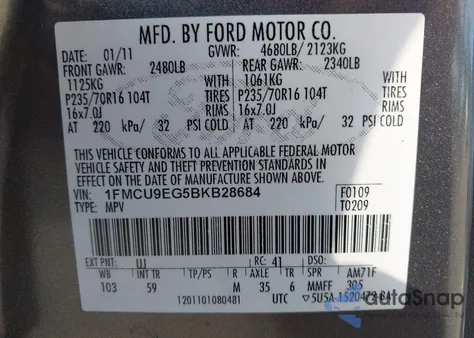 MFD. BY FORD MOTOR CO.
DATE: 01/11 GVWR: 4680LB/ 2123KG
FRONT GAWR: 2480LB REAR GAWR: 2340LB
1125KG WITH 1061KG WITH
P235/70R16 104T TIRES P235/70R16 104T TIRES
16x7.0J RIMS 16x7.0J RIMS
AT 220 kPa/ 32 PSI COLD AT 220 kPa/ 32 PSI COLD
THIS VEHICLE CONFORMS TO ALL APPLICABLE FEDERAL MOTOR
VEHICLE SAFETY AND THEFT PREVENTION STANDARDS IN
EFFECT ON THE DATE OF MANUFACTURE SHOWN ABOVE.
VIN: 1FMCU9EG5BKB28684 F0109
TYPE: MPV T0209
EXT PNT: UJ RC: 41 DSO:
WB INT TR TP/PS R AXLE TR SPR AM71F
103 59 M 35 6 MMFF 305
1201101080481 UTC
autoSnap